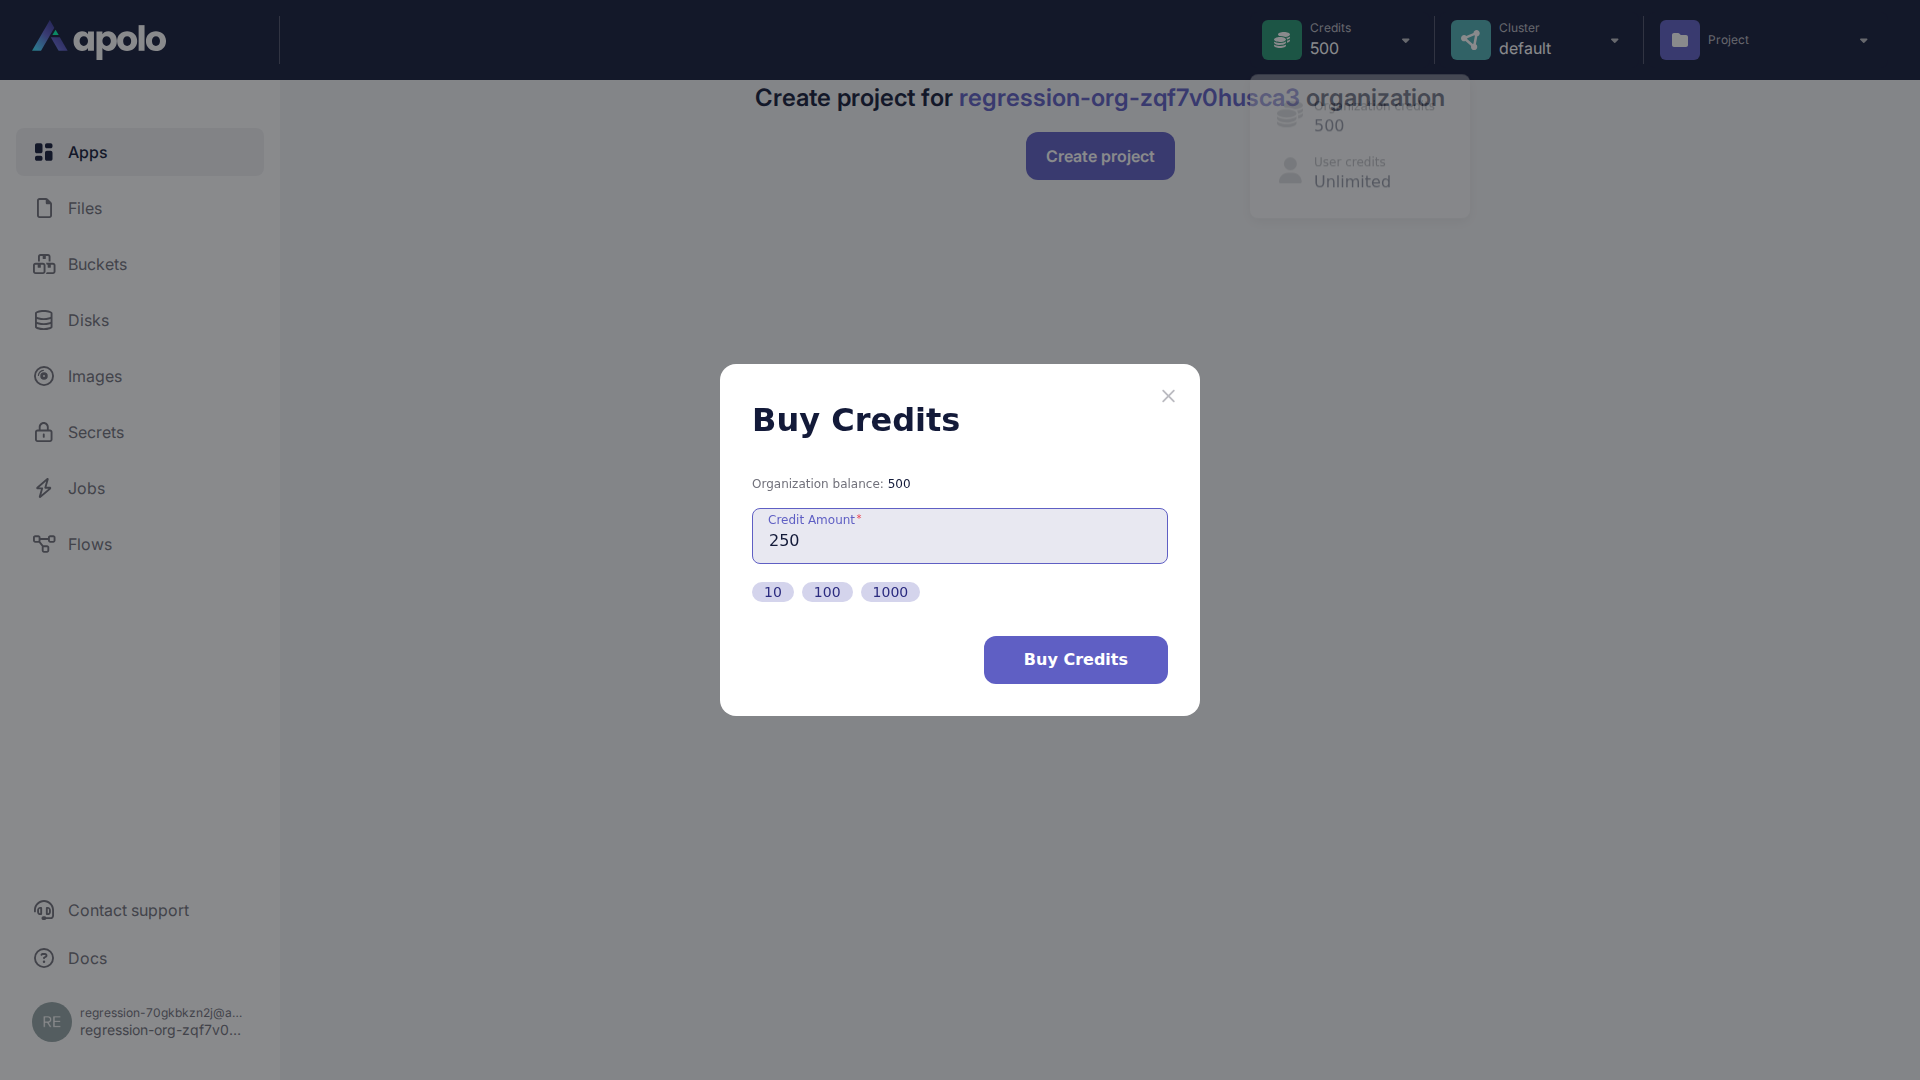 apolo
Credits
500
Cluster
default
Project
Create project for regression-org-zqf7v0husca3 organization
Create project
Organization credits
500
User credits
Unlimited
Apps
Files
Buckets
Disks
Images
Secrets
Jobs
Flows
Buy Credits
Organization balance: 500
Credit Amount*
250
10 100 1000
Buy Credits
Contact support
Docs
RE
regression-70gkbkzn2j@a...
regression-org-zqf7v0...